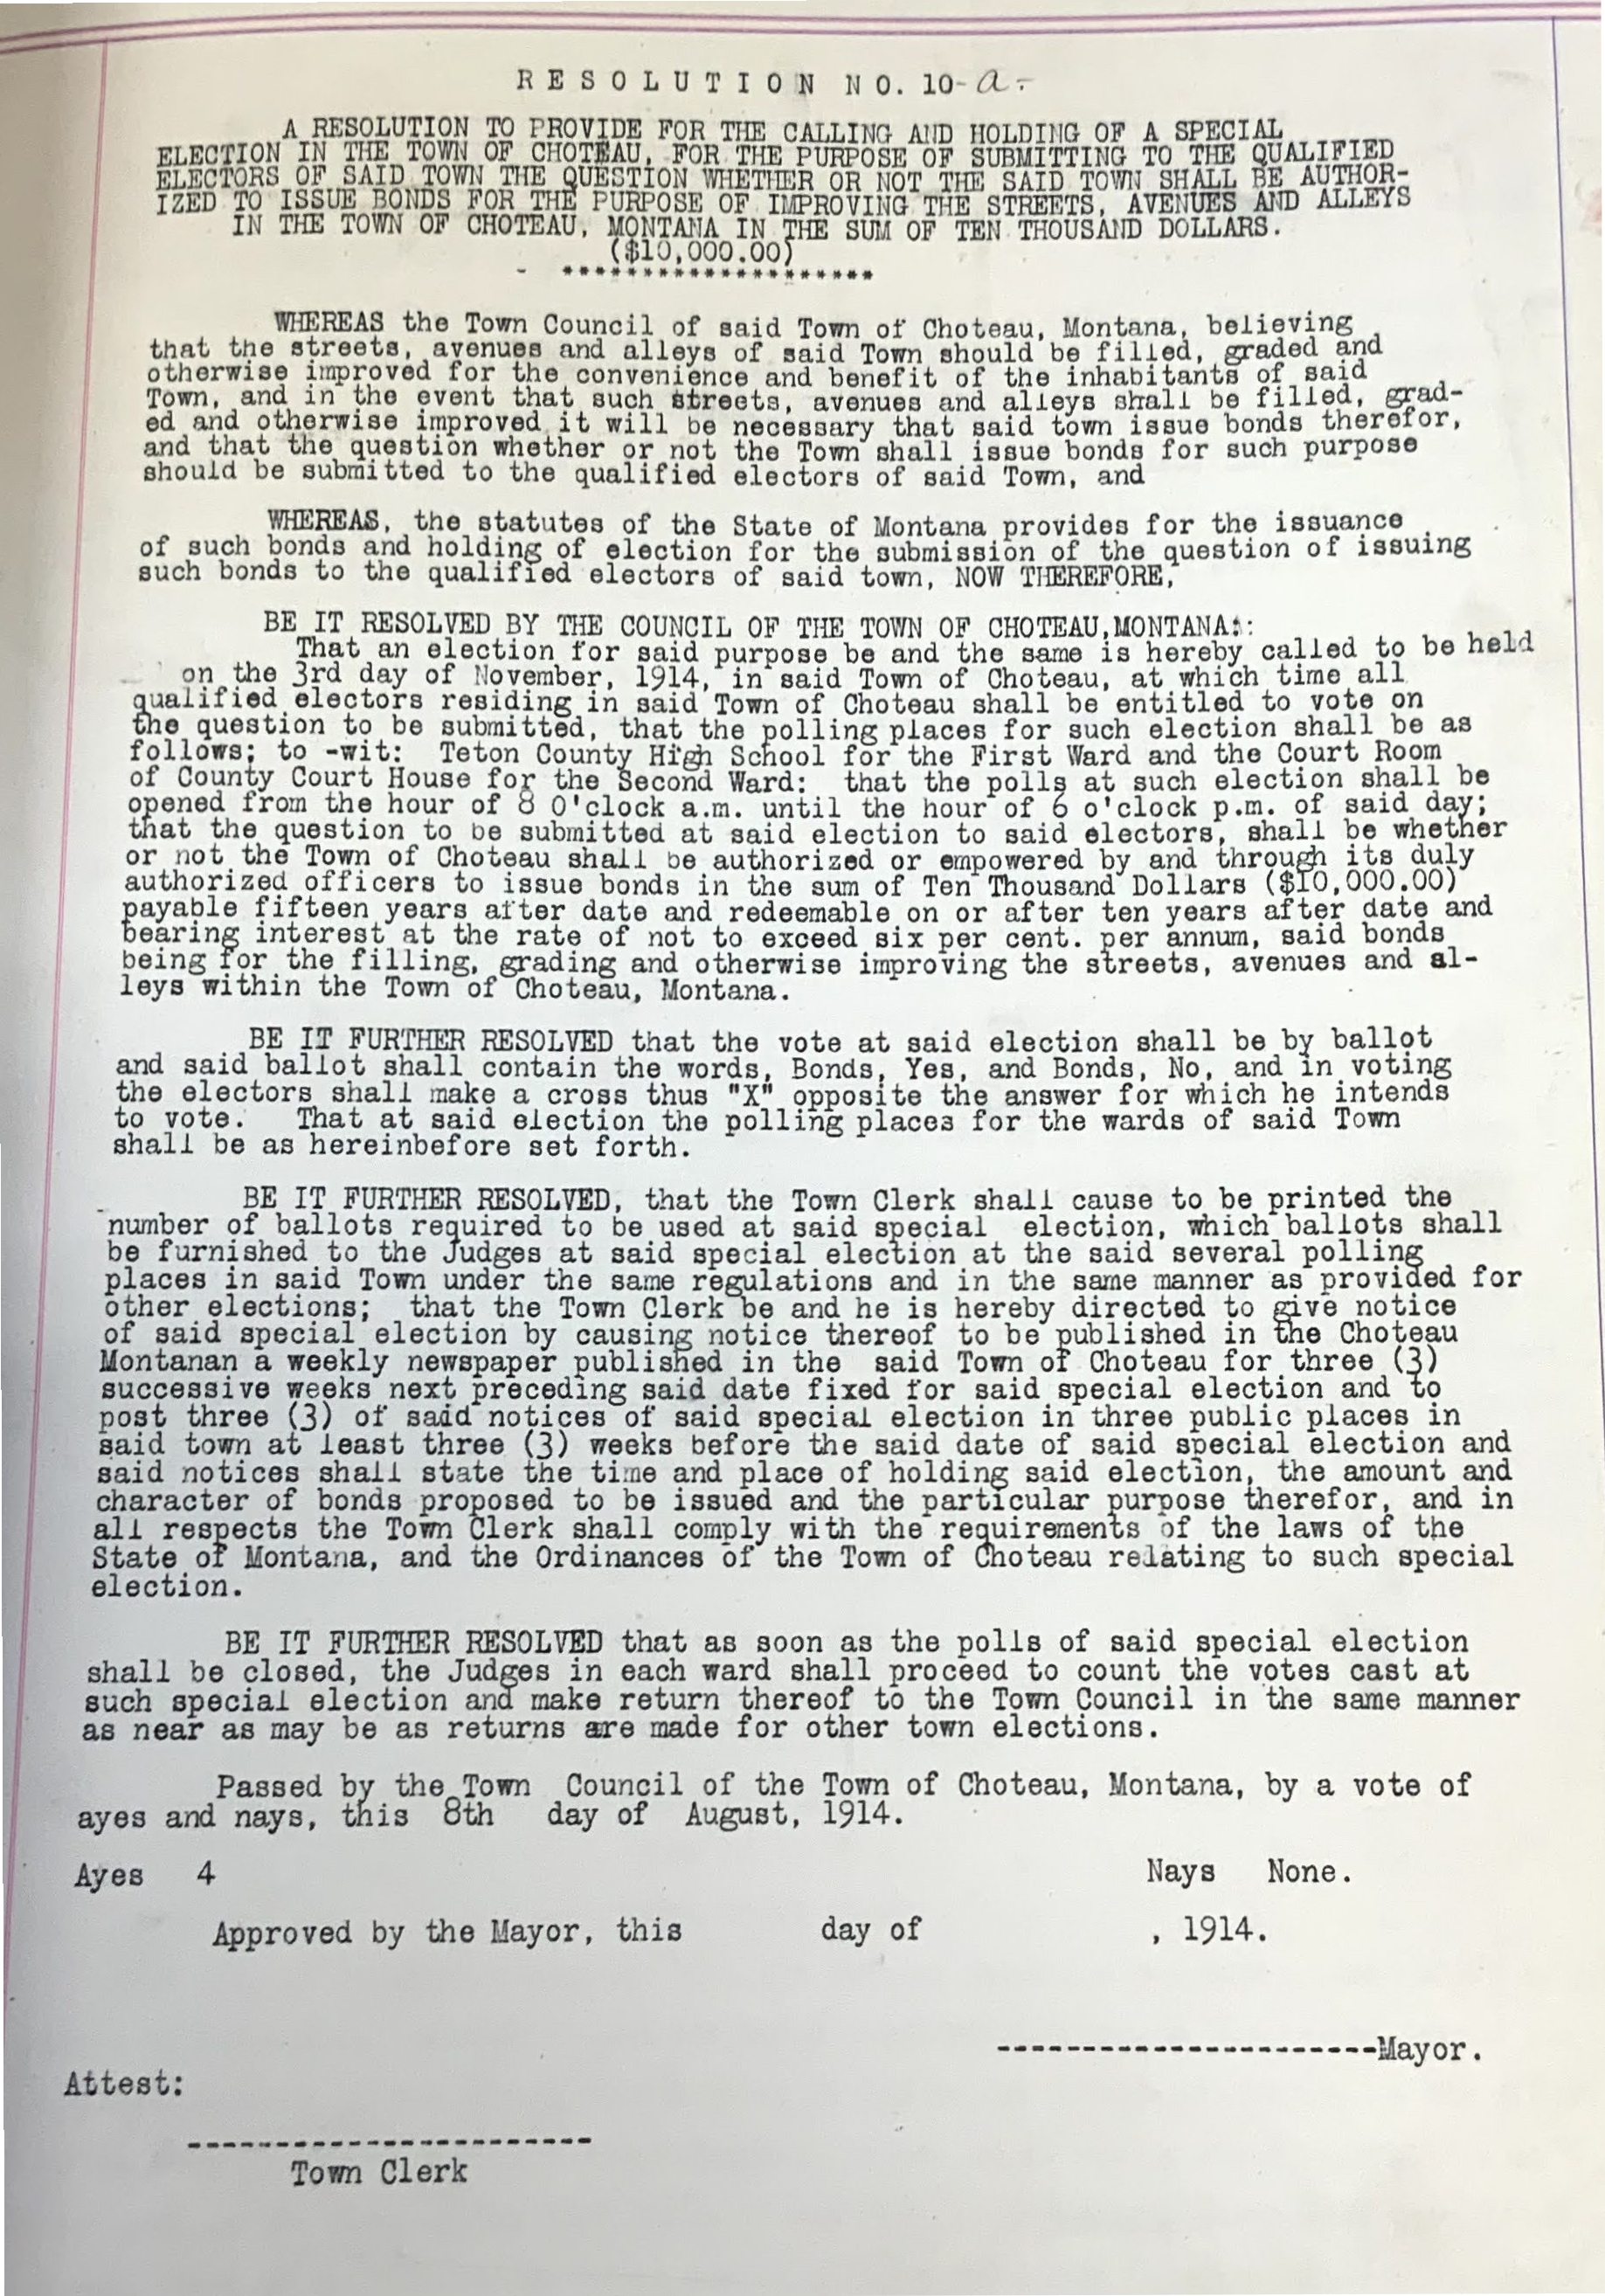 RESOLUTION NO. 10-a-
A RESOLUTION TO PROVIDE FOR THE CALLING AND HOLDING OF A SPECIAL
ELECTION IN THE TOWN OF CHOTEAU, FOR THE PURPOSE OF SUBMITTING TO THE QUALIFIED
ELECTORS OF SAID TOWN THE QUESTION WHETHER OR NOT THE SAID TOWN SHALL BE AUTHOR-
IZED TO ISSUE BONDS FOR THE PURPOSE OF IMPROVING THE STREETS, AVENUES AND ALLEYS
IN THE TOWN OF CHOTEAU, MONTANA IN THE SUM OF TEN THOUSAND DOLLARS.
($10,000.00)
- ********************
WHEREAS the Town Council of said Town of Choteau, Montana, believing
that the streets, avenues and alleys of said Town should be filled, graded and
otherwise improved for the convenience and benefit of the inhabitants of said
Town, and in the event that such streets, avenues and alleys shall be filled, grad-
ed and otherwise improved it will be necessary that said town issue bonds therefor,
and that the question whether or not the Town shall issue bonds for such purpose
should be submitted to the qualified electors of said Town, and
WHEREAS, the statutes of the State of Montana provides for the issuance
of such bonds and holding of election for the submission of the question of issuing
such bonds to the qualified electors of said town, NOW THEREFORE,
BE IT RESOLVED BY THE COUNCIL OF THE TOWN OF CHOTEAU,MONTANA::
That an election for said purpose be and the same is hereby called to be held
on the 3rd day of November, 1914, in said Town of Choteau, at which time all
qualified electors residing in said Town of Choteau shall be entitled to vote on
the question to be submitted, that the polling places for such election shall be as
follows; to -wit: Teton County High School for the First Ward and the Court Room
of County Court House for the Second Ward: that the polls at such election shall be
opened from the hour of 8 O'clock a.m. until the hour of 6 o'clock p.m. of said day;
that the question to be submitted at said election to said electors, shall be whether
or not the Town of Choteau shall be authorized or empowered by and through its duly
authorized officers to issue bonds in the sum of Ten Thousand Dollars ($10,000.00)
payable fifteen years after date and redeemable on or after ten years after date and
bearing interest at the rate of not to exceed six per cent. per annum, said bonds
being for the filling, grading and otherwise improving the streets, avenues and al-
leys within the Town of Choteau, Montana.
BE IT FURTHER RESOLVED that the vote at said election shall be by ballot
and said ballot shall contain the words, Bonds, Yes, and Bonds, No, and in voting
the electors shall make a cross thus "X" opposite the answer for which he intends
to vote. That at said election the polling places for the wards of said Town
shall be as hereinbefore set forth.
BE IT FURTHER RESOLVED, that the Town Clerk shall cause to be printed the
number of ballots required to be used at said special election, which ballots shall
be furnished to the Judges at said special election at the said several polling
places in said Town under the same regulations and in the same manner as provided for
other elections; that the Town Clerk be and he is hereby directed to give notice
of said special election by causing notice thereof to be published in the Choteau
Montanan a weekly newspaper published in the said Town of Choteau for three (3)
successive weeks next preceding said date fixed for said special election and to
post three (3) of said notices of said special election in three public places in
said town at least three (3) weeks before the said date of said special election and
said notices shall state the time and place of holding said election, the amount and
character of bonds proposed to be issued and the particular purpose therefor, and in
all respects the Town Clerk shall comply with the requirements of the laws of the
State of Montana, and the Ordinances of the Town of Choteau relating to such special
election.
BE IT FURTHER RESOLVED that as soon as the polls of said special election
shall be closed, the Judges in each ward shall proceed to count the votes cast at
such special election and make return thereof to the Town Council in the same manner
as near as may be as returns are made for other town elections.
Passed by the Town Council of the Town of Choteau, Montana, by a vote of
ayes and nays, this 8th day of August, 1914.
Ayes 4 Nays None.
Approved by the Mayor, this day of , 1914.
----------------------Mayor.
Attest:
-----------------------
Town Clerk